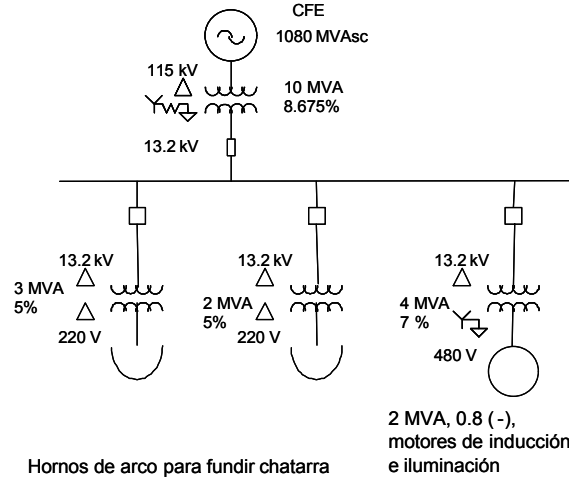 CFE
1080 MVAsc
115 kV
10 MVA
8.675%
13.2 kV
13.2 kV
3 MVA
5%
220 V
13.2 kV
2 MVA
5%
220 V
13.2 kV
4 MVA
7 %
480 V
2 MVA, 0.8 (-),
motores de inducción
e iluminación
Hornos de arco para fundir chatarra